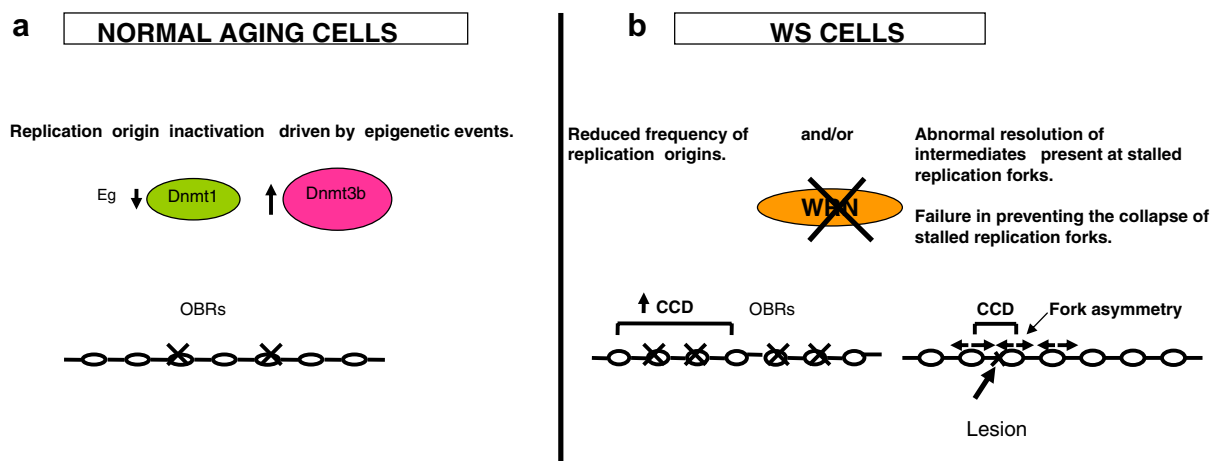 a
NORMAL AGING CELLS
Replication origin inactivation driven by epigenetic events.
Eg
Dnmt1
Dnmt3b
OBRs
b
WS CELLS
Reduced frequency of
replication origins.
and/or
Abnormal resolution of
intermediates present at stalled
replication forks.
WRN
Failure in preventing the collapse of
stalled replication forks.
CCD
OBRs
CCD
Fork asymmetry
Lesion